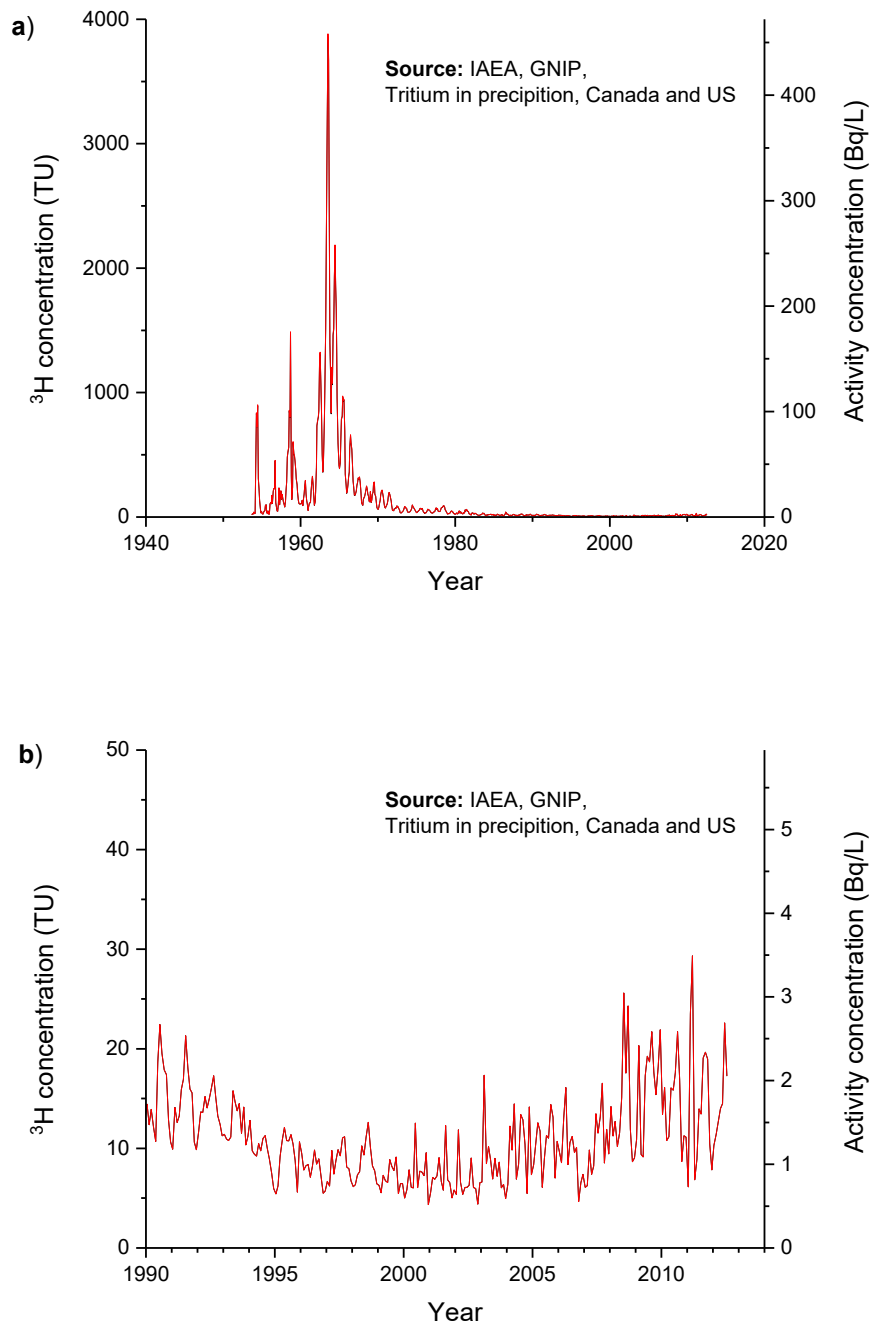 a)
4000
3000
2000
1000
0
³H concentration (TU)
Source: IAEA, GNIP,
Tritium in precipition, Canada and US
400
300
200
100
0
Activity concentration (Bq/L)
1940 1960 1980 2000 2020
Year
b)
50
40
30
20
10
0
³H concentration (TU)
Source: IAEA, GNIP,
Tritium in precipition, Canada and US
5
4
3
2
1
0
Activity concentration (Bq/L)
1990 1995 2000 2005 2010
Year